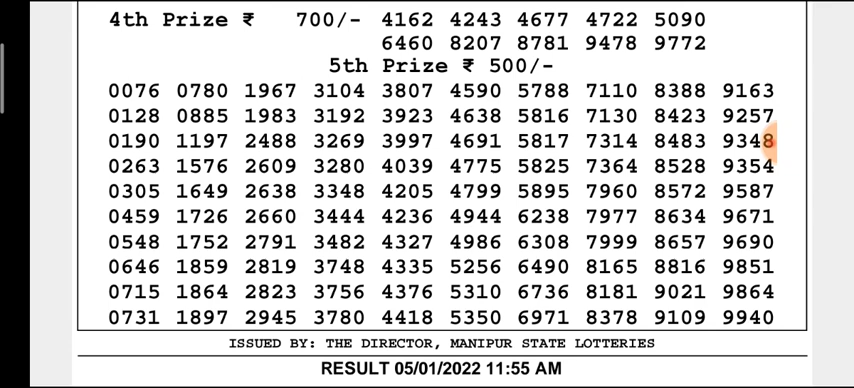 4th Prize ₹ 700/- 4162 4243 4677 4722 5090
6460 8207 8781 9478 9772
5th Prize ₹ 500/-
0076 0780 1967 3104 3807 4590 5788 7110 8388 9163
0128 0885 1983 3192 3923 4638 5816 7130 8423 9257
0190 1197 2488 3269 3997 4691 5817 7314 8483 9348
0263 1576 2609 3280 4039 4775 5825 7364 8528 9354
0305 1649 2638 3348 4205 4799 5895 7960 8572 9587
0459 1726 2660 3444 4236 4944 6238 7977 8634 9671
0548 1752 2791 3482 4327 4986 6308 7999 8657 9690
0646 1859 2819 3748 4335 5256 6490 8165 8816 9851
0715 1864 2823 3756 4376 5310 6736 8181 9021 9864
0731 1897 2945 3780 4418 5350 6971 8378 9109 9940
ISSUED BY: THE DIRECTOR, MANIPUR STATE LOTTERIES
RESULT 05/01/2022 11:55 AM